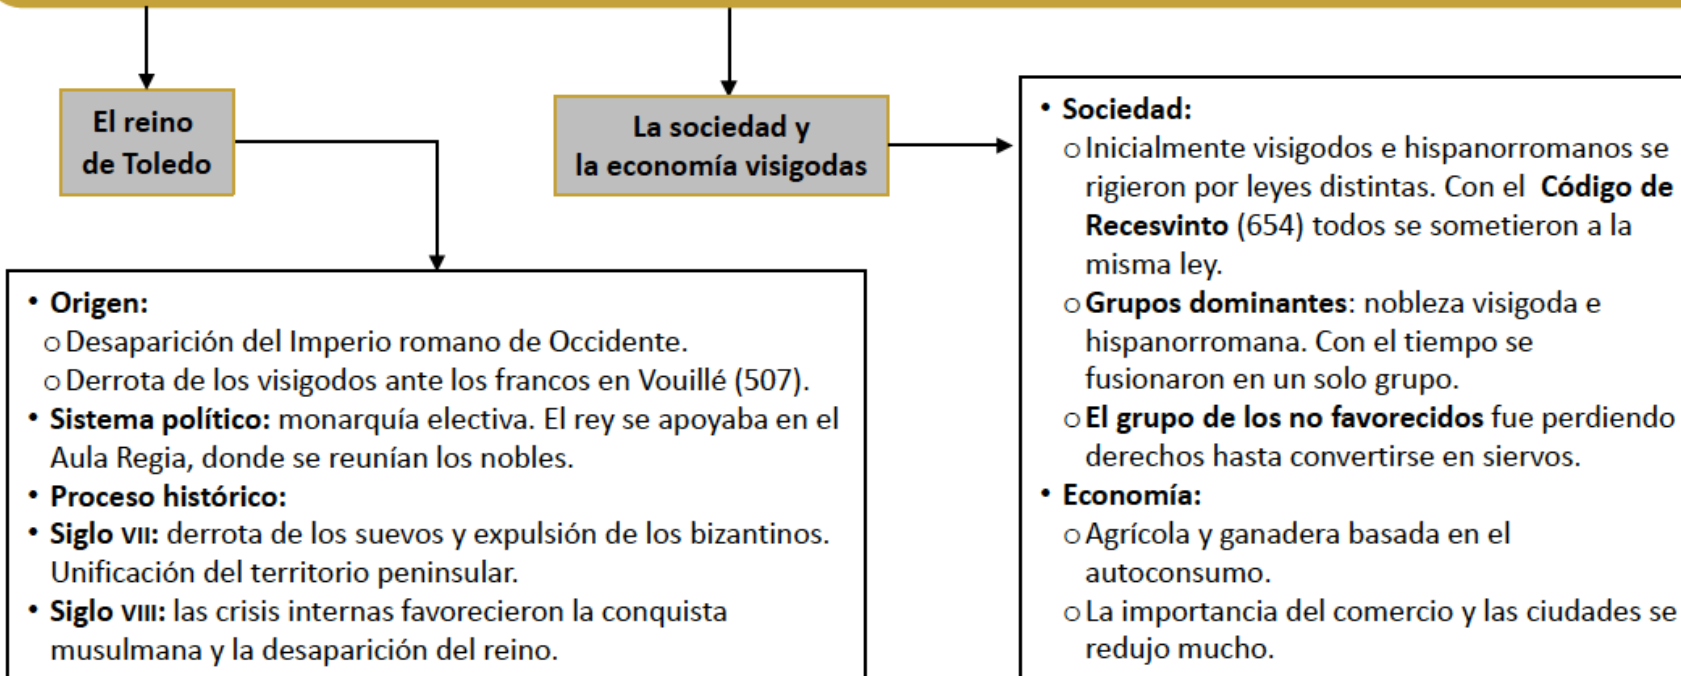 El reino
de Toledo
La sociedad y
la economía visigodas
• Origen:
o Desaparición del Imperio romano de Occidente.
o Derrota de los visigodos ante los francos en Vouillé (507).
• Sistema político: monarquía electiva. El rey se apoyaba en el
Aula Regia, donde se reunían los nobles.
• Proceso histórico:
• Siglo VII: derrota de los suevos y expulsión de los bizantinos.
Unificación del territorio peninsular.
• Siglo VIII: las crisis internas favorecieron la conquista
musulmana y la desaparición del reino.
• Sociedad:
o Inicialmente visigodos e hispanorromanos se
rigieron por leyes distintas. Con el Código de
Recesvinto (654) todos se sometieron a la
misma ley.
o Grupos dominantes: nobleza visigoda e
hispanorromana. Con el tiempo se
fusionaron en un solo grupo.
o El grupo de los no favorecidos fue perdiendo
derechos hasta convertirse en siervos.
• Economía:
o Agrícola y ganadera basada en el
autoconsumo.
o La importancia del comercio y las ciudades se
redujo mucho.